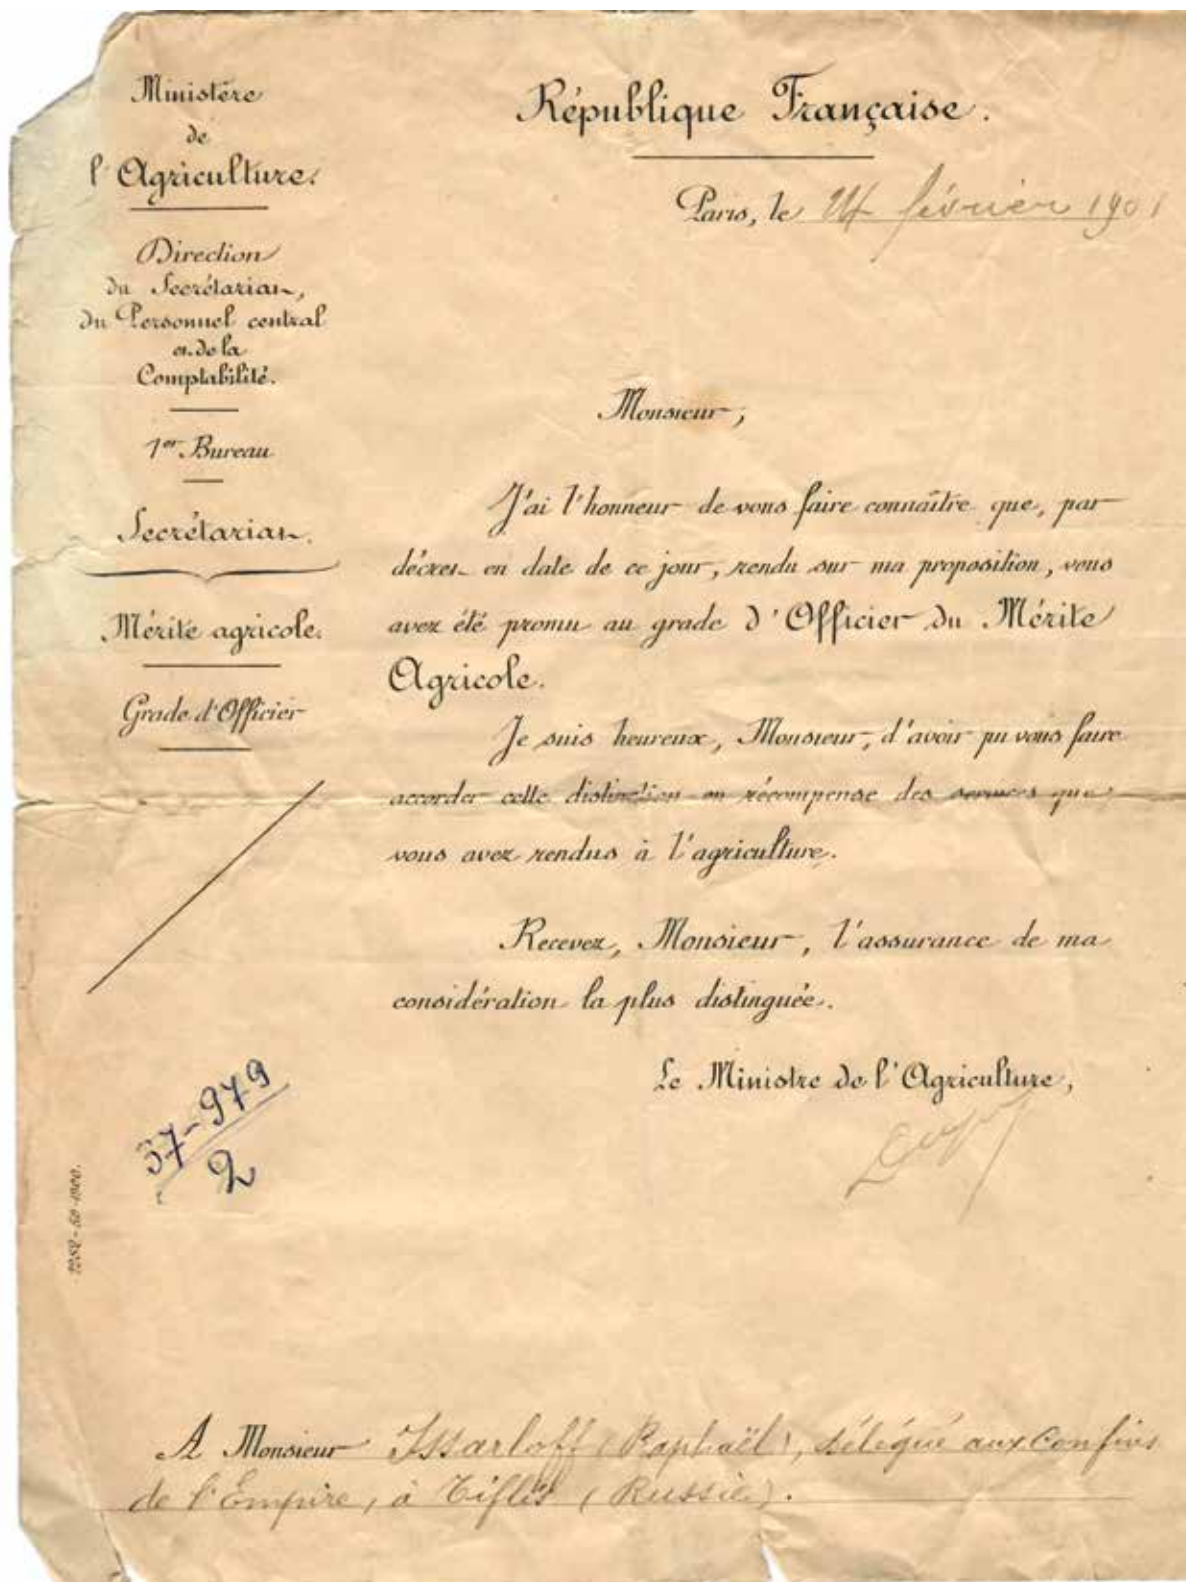 Ministère
de
l'Agriculture.
Direction
du Secrétariat,
du Personnel central
et de la
Comptabilité.
1er Bureau
Secrétariat.
Mérite agricole.
Grade d'Officier
République Française.
Paris, le 24 février 1901
Monsieur,
J'ai l'honneur de vous faire connaître que, par
décret en date de ce jour, rendu sur ma proposition, vous
avez été promu au grade d'Officier du Mérite
Agricole.
Je suis heureux, Monsieur, d'avoir pu vous faire
accorder cette distinction en récompense des services que
vous avez rendus à l'agriculture.
Recevez, Monsieur, l'assurance de ma
considération la plus distinguée.
Le Ministre de l'Agriculture,
37-979
2
A Monsieur Issarloff (Raphaël), délégué aux Confins
de l'Empire, à Tiflis (Russie).